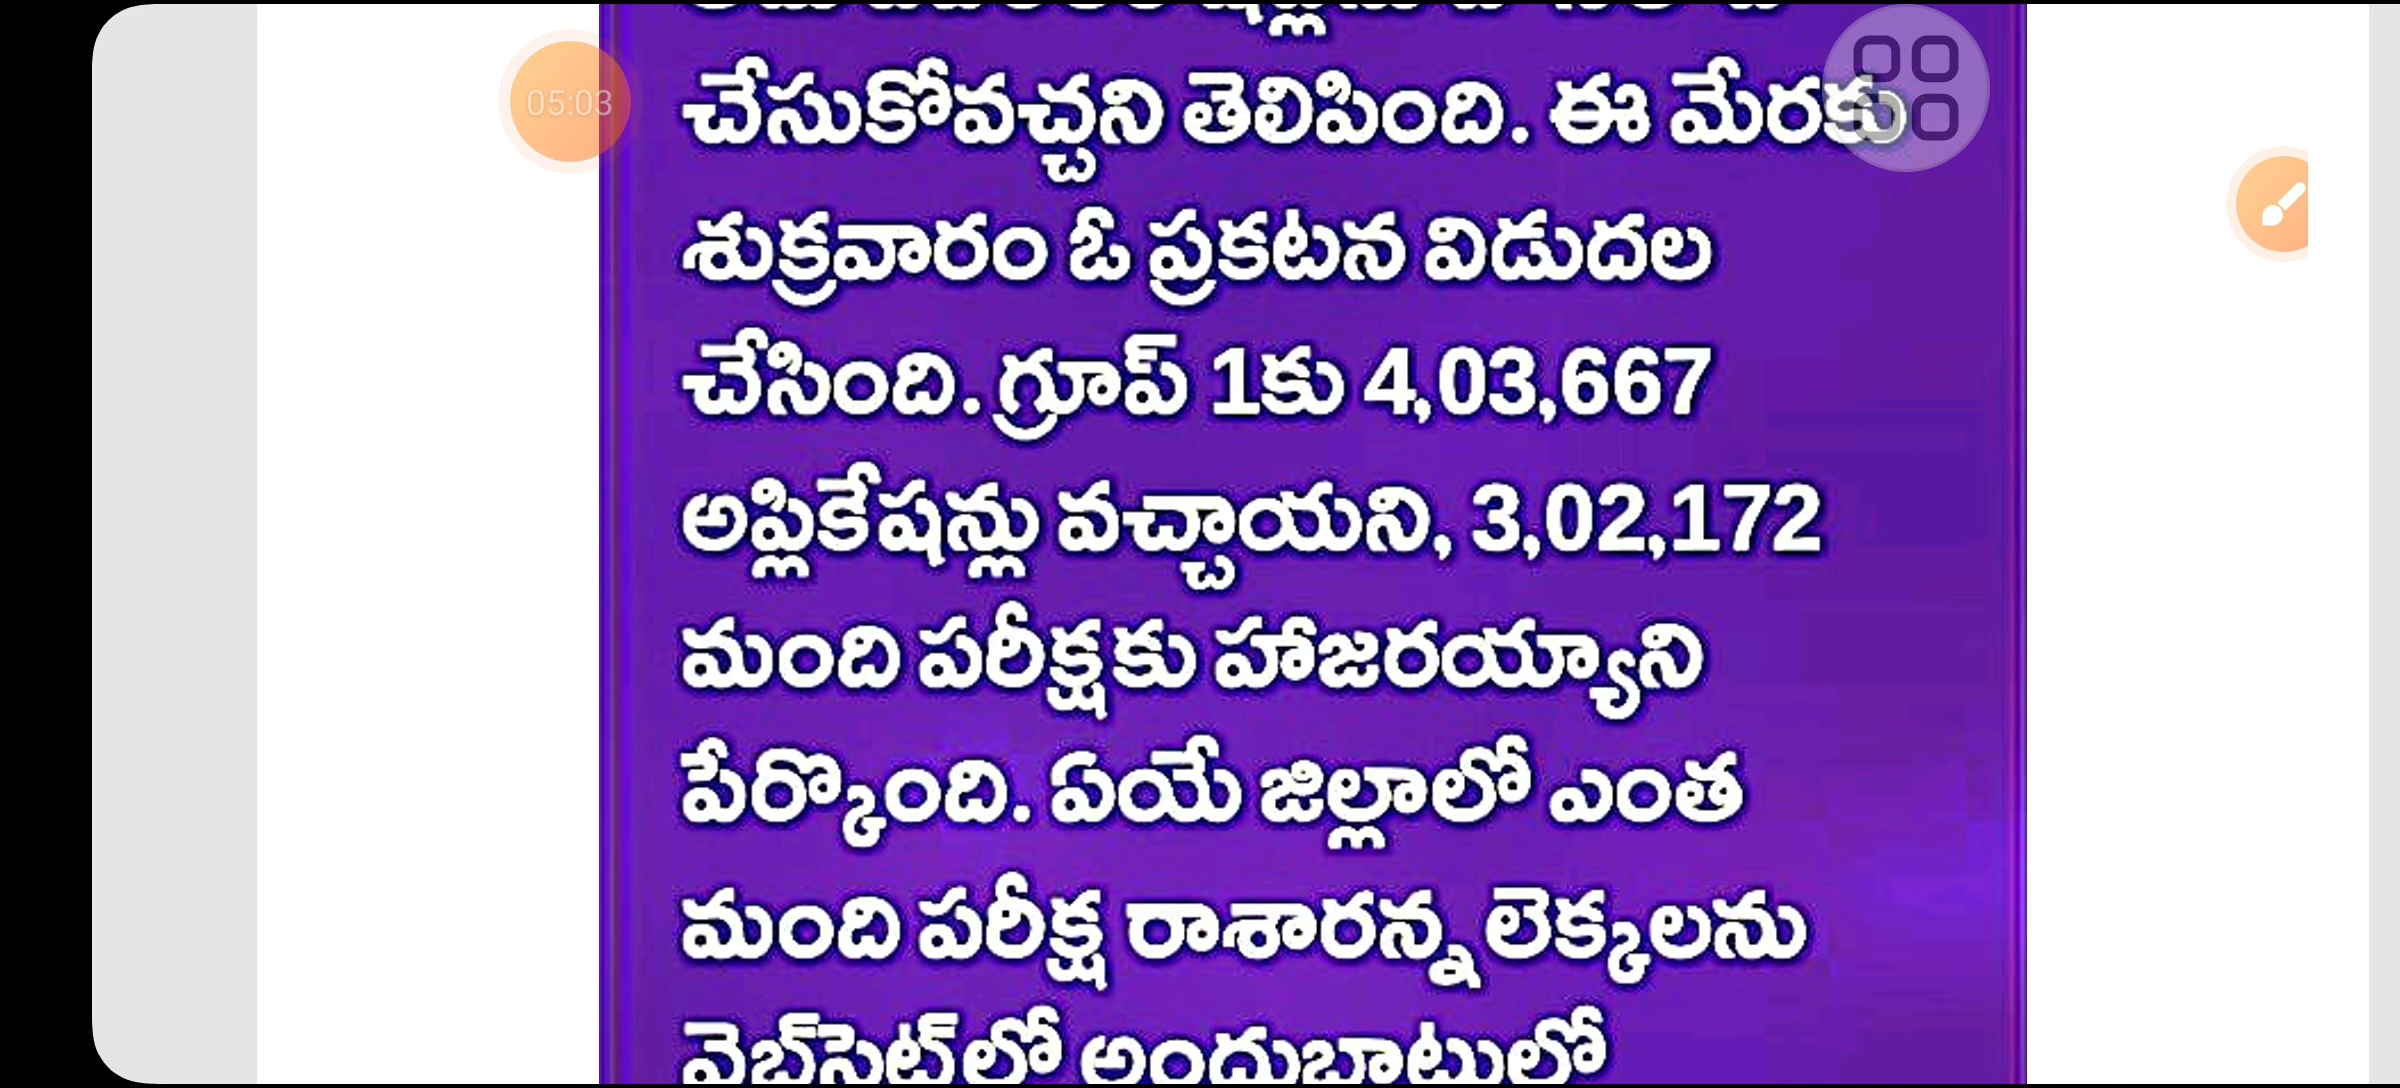 చేసుకోవచ్చని తెలిపింది. ఈ మేరకు
05:03
శుక్రవారం ఓ ప్రకటన విడుదల
చేసింది. గ్రూప్ 1కు 4,03,667
అప్లికేషన్లు వచ్చాయని, 3,02,172
మంది పరీక్షకు హాజరయ్యాని
పేర్కొంది. ఏయే జిల్లాలో ఎంత
మంది పరీక్ష రాశారన్న లెక్కలను
వెబ్‌సైట్‌లో అందుబాటులో